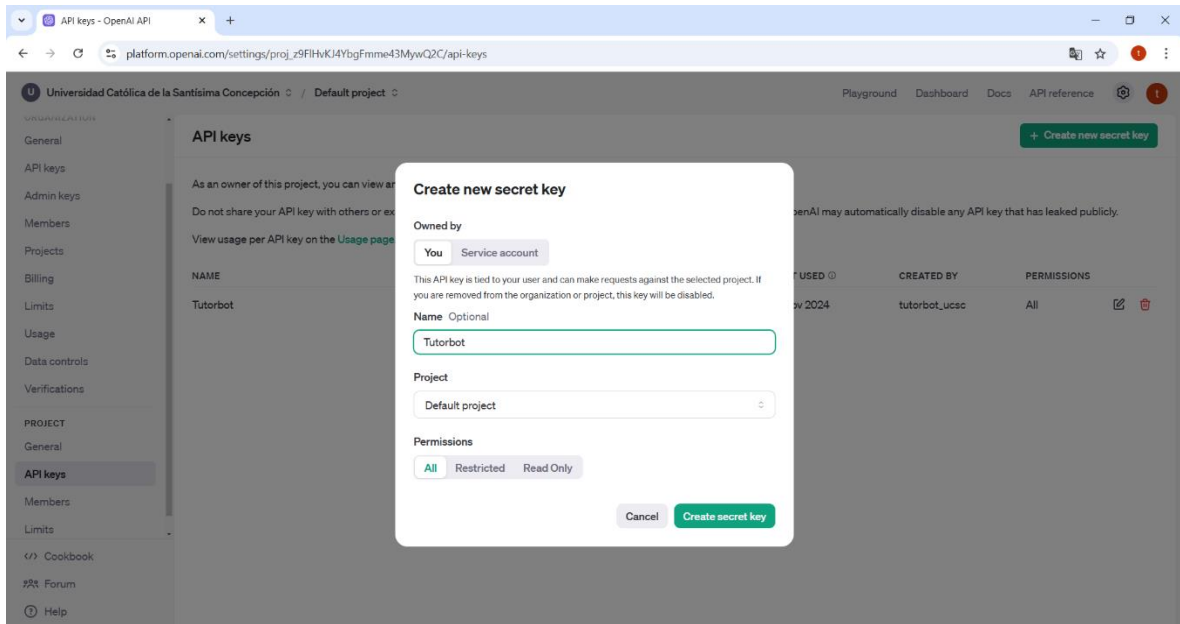 API keys - OpenAI API
platform.openai.com/settings/proj_z9FlHvKJ4YbgFmme43MywQ2C/api-keys
t
U Universidad Católica de la Santísima Concepción / Default project
Playground Dashboard Docs API reference t
ORGANIZATION
General
API keys
Admin keys
Members
Projects
Billing
Limits
Usage
Data controls
Verifications
PROJECT
General
API keys
Members
Limits
Cookbook
Forum
Help
API keys
+ Create new secret key
As an owner of this project, you can view
Do not share your API key with others or
OpenAI may automatically disable any API key that has leaked publicly.
View usage per API key on the Usage page
NAME USED CREATED BY PERMISSIONS
Tutorbot 2024 tutorbot_ucsc All
Create new secret key
Owned by
You Service account
This API key is tied to your user and can make requests against the selected project. If
you are removed from the organization or project, this key will be disabled.
Name Optional
Tutorbot
Project
Default project
Permissions
All Restricted Read Only
Cancel Create secret key